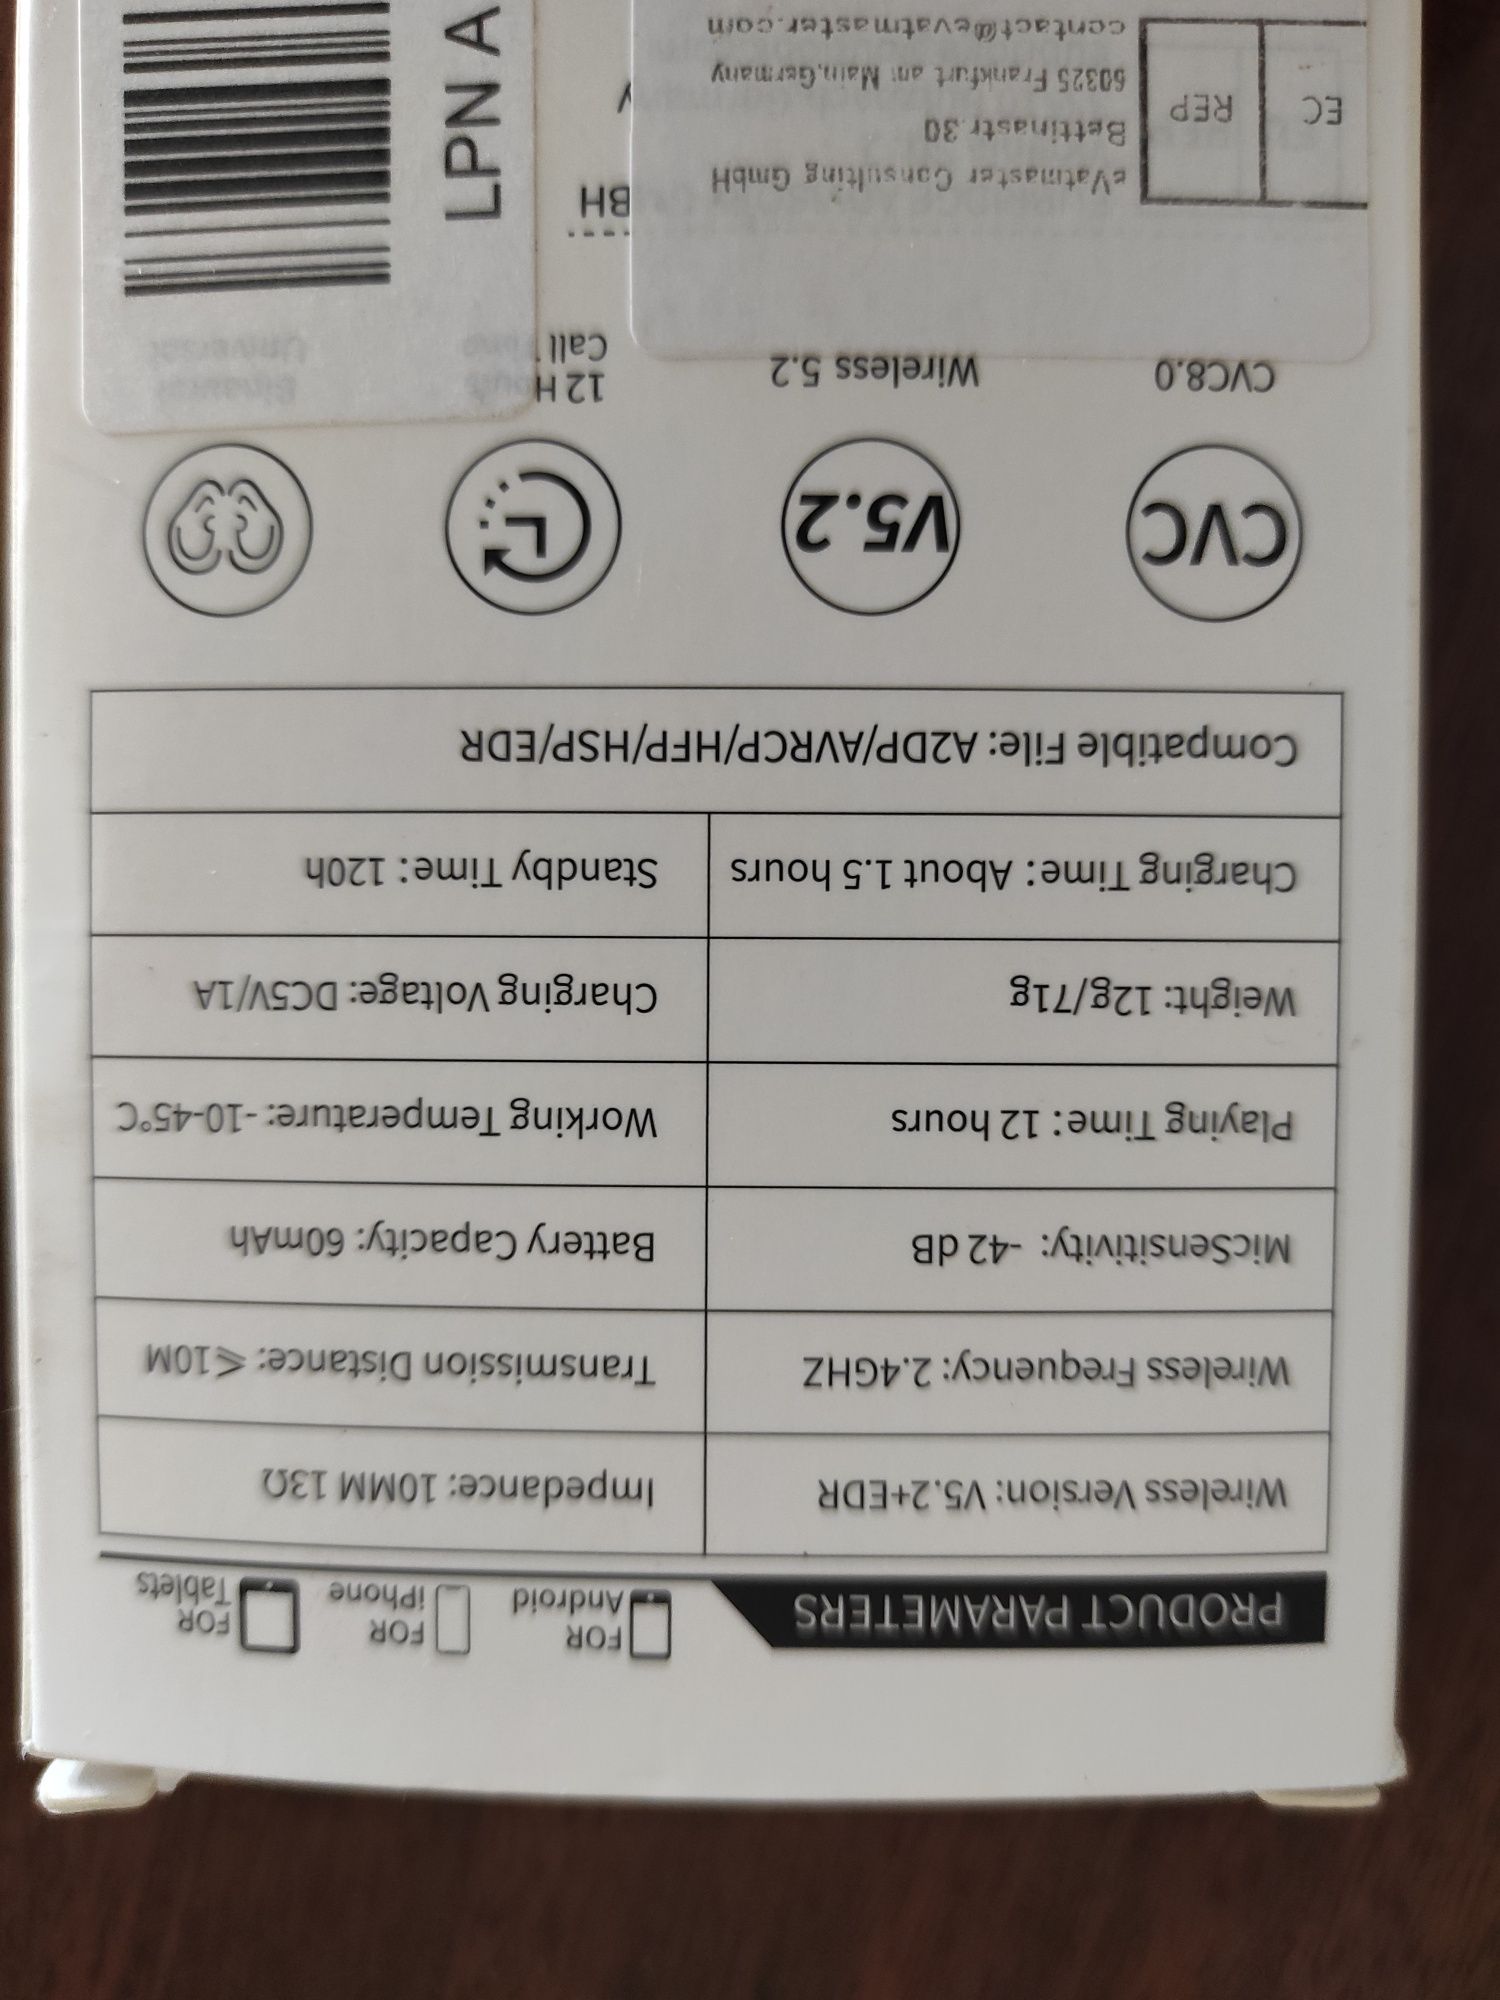 PRODUCT PARAMETERS
FOR Android
FOR iPhone
FOR Tablets
Wireless Version: V5.2+EDR
Impedance: 10MM 13Ω
Wireless Frequency: 2.4GHZ
Transmission Distance: ⩽10M
MicSensitivity: -42 dB
Battery Capacity: 60mAh
Playing Time: 12 hours
Working Temperature: -10-45°C
Weight: 12g/71g
Charging Voltage: DC5V/1A
Charging Time: About 1.5 hours
Standby Time: 120h
Compatible File: A2DP/AVRCP/HFP/HSP/EDR
CVC
V5.2
CVC8.0
Wireless 5.2
12 Hour
Call Time
Binaural
Universal
EC
REP
eVatmaster Consulting GmbH
Bettinastr.30
60325 Frankfurt am Main,Germany
contact@evatmaster.com
BH
LPN A